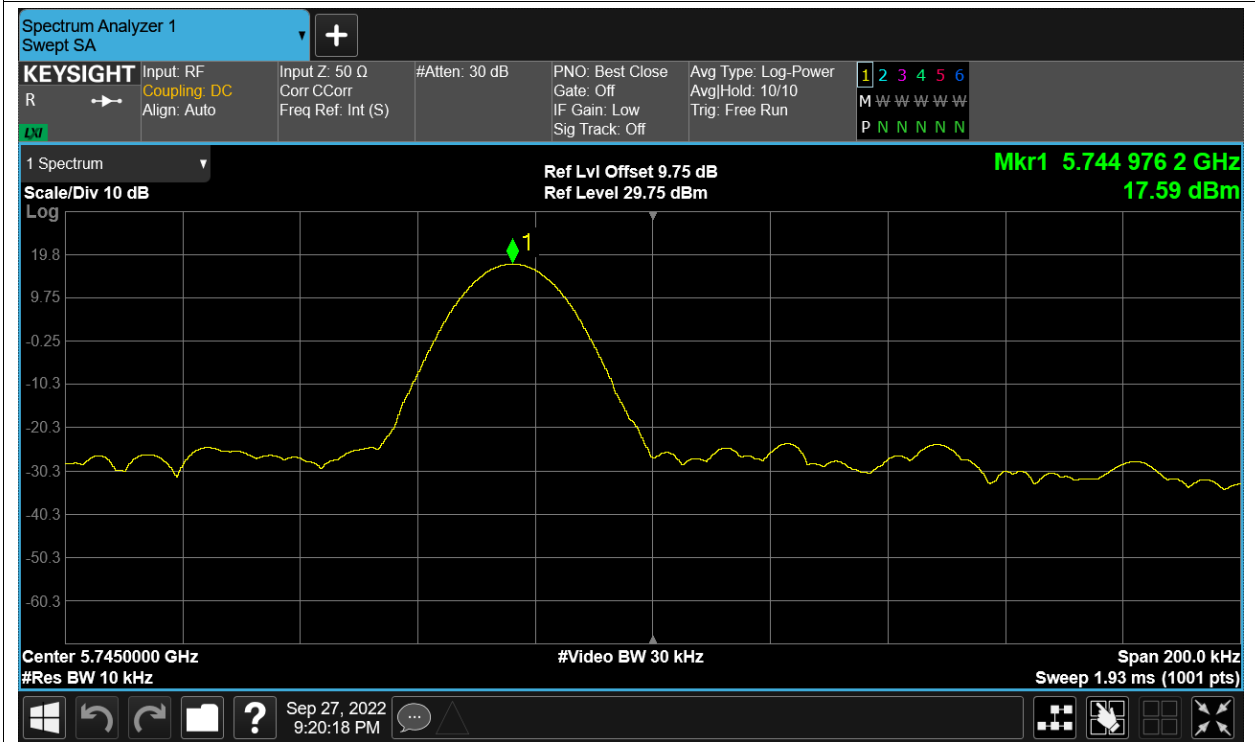 Spectrum Analyzer 1
Swept SA
+
KEYSIGHT
R
LXI
Input: RF
Coupling: DC
Align: Auto
Input Z: 50 Ω
Corr CCorr
Freq Ref: Int (S)
#Atten: 30 dB
PNO: Best Close
Gate: Off
IF Gain: Low
Sig Track: Off
Avg Type: Log-Power
Avg|Hold: 10/10
Trig: Free Run
1 2 3 4 5 6
M W W W W W
P N N N N N
1 Spectrum
Scale/Div 10 dB
Log
Ref Lvl Offset 9.75 dB
Ref Level 29.75 dBm
Mkr1 5.744 976 2 GHz
17.59 dBm
1
19.8
9.75
-0.25
-10.3
-20.3
-30.3
-40.3
-50.3
-60.3
Center 5.7450000 GHz
#Res BW 10 kHz
#Video BW 30 kHz
Span 200.0 kHz
Sweep 1.93 ms (1001 pts)
?
Sep 27, 2022
9:20:18 PM